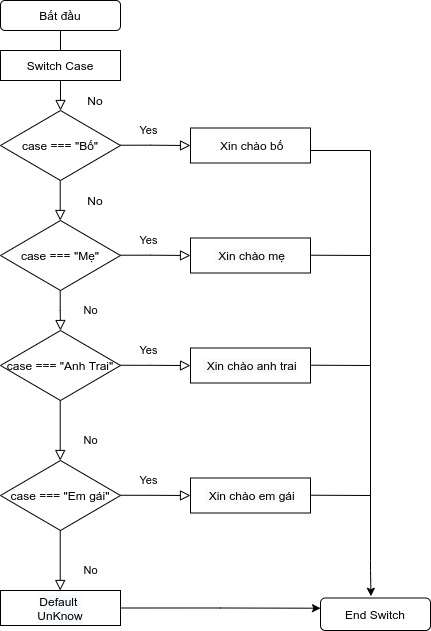 Bất đầu
Switch Case
No
case === "Bố"
Yes
Xin chào bố
No
case === "Mẹ"
Yes
Xin chào mẹ
No
case === "Anh Trai"
Yes
Xin chào anh trai
No
case === "Em gái"
Yes
Xin chào em gái
No
Default
UnKnow
End Switch